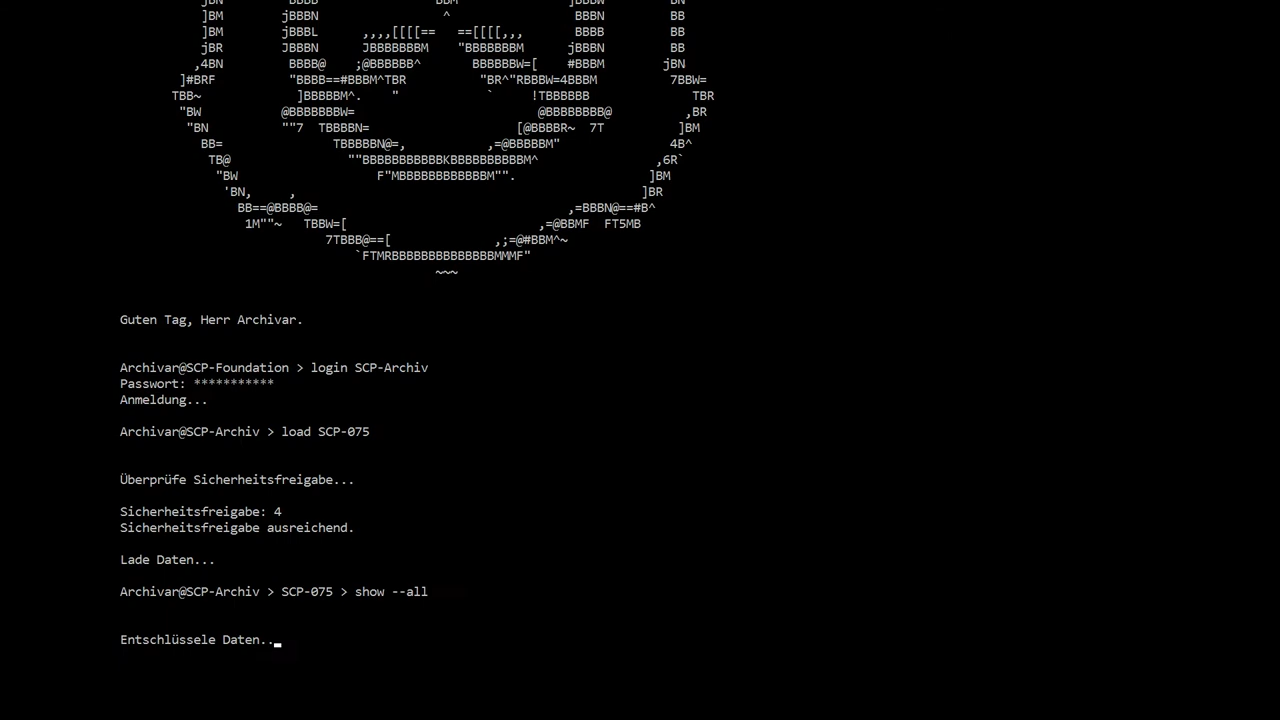 Guten Tag, Herr Archivar.
Archivar@SCP-Foundation > login SCP-Archiv
Passwort: ***********
Anmeldung...
Archivar@SCP-Archiv > load SCP-075
Überprüfe Sicherheitsfreigabe...
Sicherheitsfreigabe: 4
Sicherheitsfreigabe ausreichend.
Lade Daten...
Archivar@SCP-Archiv > SCP-075 > show --all
Entschlüssele Daten..